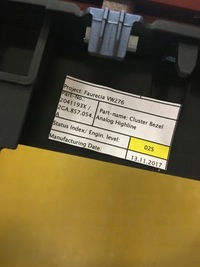 Project: Faurecia VW276
Part-No.:
2041193X /
2GA.857.054.
A
Part-name: Cluster Bezel
Analog Highline
Status Index/ Engin. level:
025
Manufacturing Date:
13.11.2017